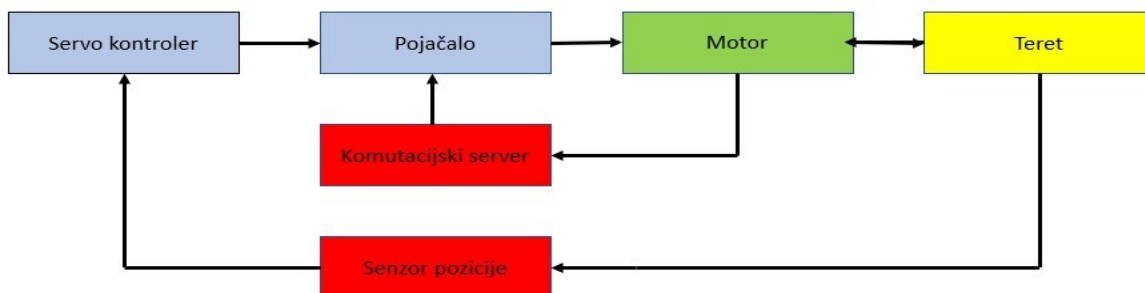 Servo kontroler
Pojačalo
Motor
Teret
Komutacijski server
Senzor pozicije